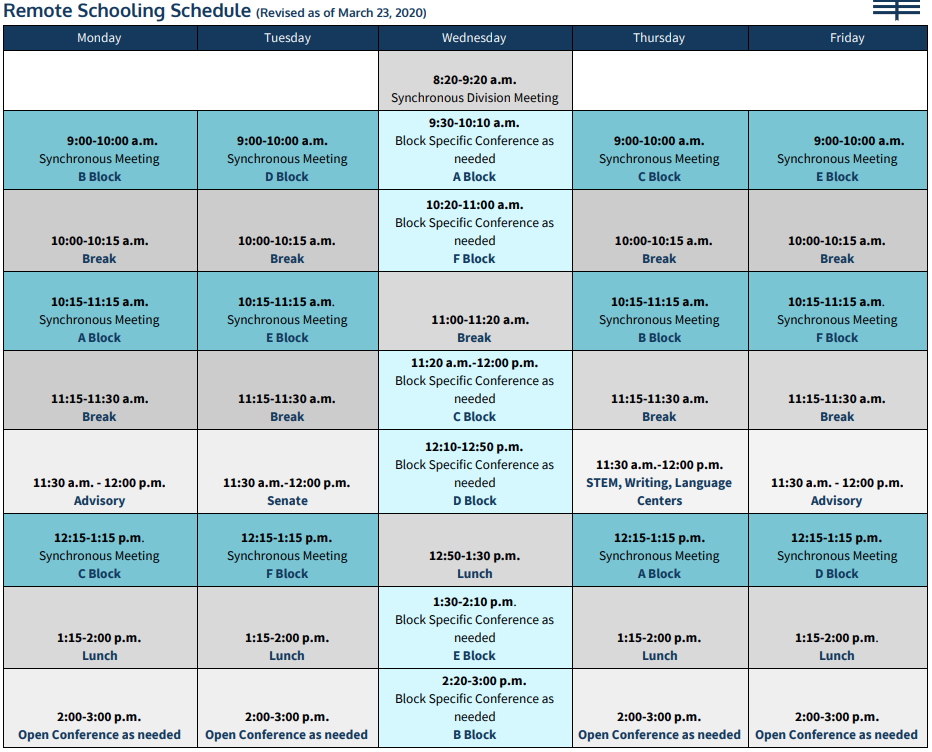 Remote Schooling Schedule (Revised as of March 23, 2020)
Monday Tuesday Wednesday Thursday Friday
8:20-9:20 a.m.
Synchronous Division Meeting
9:00-10:00 a.m.
Synchronous Meeting
B Block
9:00-10:00 a.m.
Synchronous Meeting
D Block
9:30-10:10 a.m.
Block Specific Conference as
needed
A Block
9:00-10:00 a.m.
Synchronous Meeting
C Block
9:00-10:00 a.m.
Synchronous Meeting
E Block
10:00-10:15 a.m.
Break
10:00-10:15 a.m.
Break
10:20-11:00 a.m.
Block Specific Conference as
needed
F Block
10:00-10:15 a.m.
Break
10:00-10:15 a.m.
Break
10:15-11:15 a.m.
Synchronous Meeting
A Block
10:15-11:15 a.m.
Synchronous Meeting
E Block
11:00-11:20 a.m.
Break
10:15-11:15 a.m.
Synchronous Meeting
B Block
10:15-11:15 a.m.
Synchronous Meeting
F Block
11:15-11:30 a.m.
Break
11:15-11:30 a.m.
Break
11:20 a.m.-12:00 p.m.
Block Specific Conference as
needed
C Block
11:15-11:30 a.m.
Break
11:15-11:30 a.m.
Break
11:30 a.m. - 12:00 p.m.
Advisory
11:30 a.m.-12:00 p.m.
Senate
12:10-12:50 p.m.
Block Specific Conference as
needed
D Block
11:30 a.m.-12:00 p.m.
STEM, Writing, Language
Centers
11:30 a.m. - 12:00 p.m.
Advisory
12:15-1:15 p.m.
Synchronous Meeting
C Block
12:15-1:15 p.m.
Synchronous Meeting
F Block
12:50-1:30 p.m.
Lunch
12:15-1:15 p.m.
Synchronous Meeting
A Block
12:15-1:15 p.m.
Synchronous Meeting
D Block
1:15-2:00 p.m.
Lunch
1:15-2:00 p.m.
Lunch
1:30-2:10 p.m.
Block Specific Conference as
needed
E Block
1:15-2:00 p.m.
Lunch
1:15-2:00 p.m.
Lunch
2:00-3:00 p.m.
Open Conference as needed
2:00-3:00 p.m.
Open Conference as needed
2:20-3:00 p.m.
Block Specific Conference as
needed
B Block
2:00-3:00 p.m.
Open Conference as needed
2:00-3:00 p.m.
Open Conference as needed